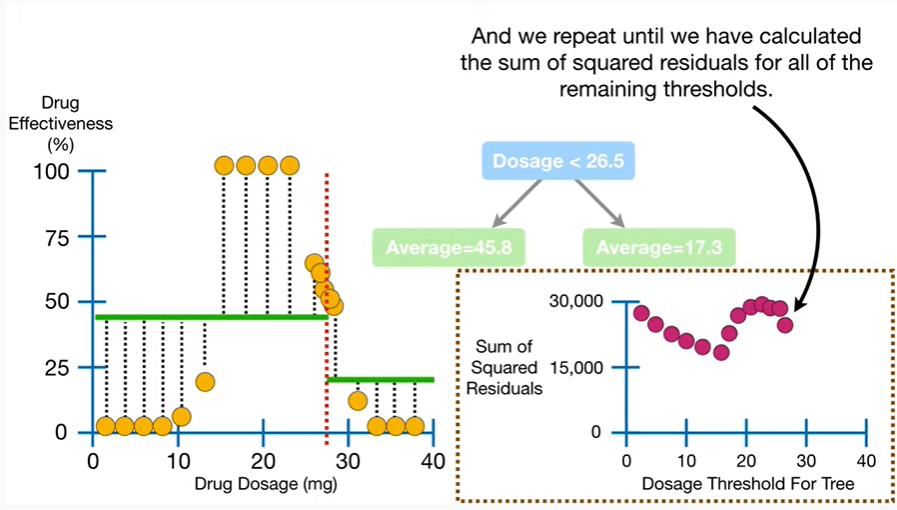 And we repeat until we have calculated
the sum of squared residuals for all of the
remaining thresholds.
Drug
Effectiveness
(%)
100
75
50
25
0
0 10 20 30 40
Drug Dosage (mg)
Dosage < 26.5
Average=45.8
Average=17.3
Sum of
Squared
Residuals
30,000
15,000
0
0 10 20 30 40
Dosage Threshold For Tree